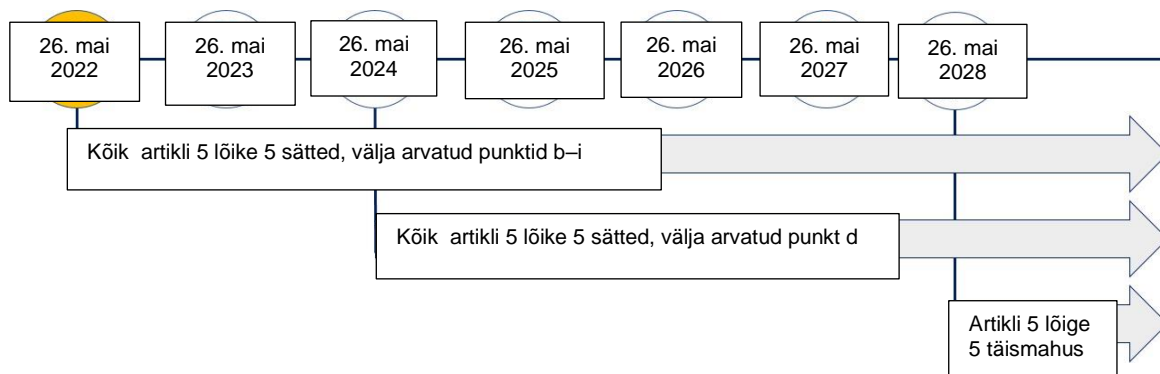 26. mai
2022
26. mai
2023
26. mai
2024
26. mai
2025
26. mai
2026
26. mai
2027
26. mai
2028
Kõik artikli 5 lõike 5 sätted, välja arvatud punktid b–i
Kõik artikli 5 lõike 5 sätted, välja arvatud punkt d
Artikli 5 lõige
5 täismahus